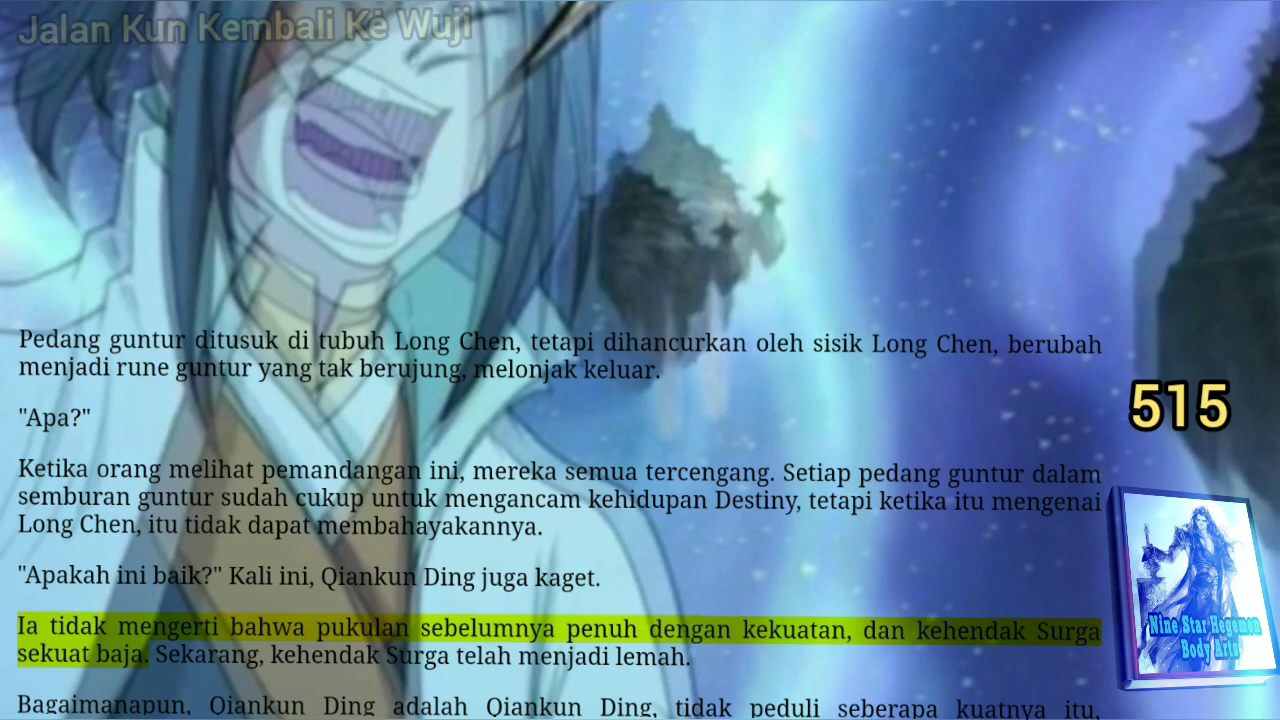 Jalan Kun Kembali Ke Wuji
Pedang guntur ditusuk di tubuh Long Chen, tetapi dihancurkan oleh sisik Long Chen, berubah
menjadi rune guntur yang tak berujung, melonjak keluar.
"Apa?"
Ketika orang melihat pemandangan ini, mereka semua tercengang. Setiap pedang guntur dalam
semburan guntur sudah cukup untuk mengancam kehidupan Destiny, tetapi ketika itu mengenai
Long Chen, itu tidak dapat membahayakannya.
"Apakah ini baik?" Kali ini, Qiankun Ding juga kaget.
Ia tidak mengerti bahwa pukulan sebelumnya penuh dengan kekuatan, dan kehendak Surga
sekuat baja. Sekarang, kehendak Surga telah menjadi lemah.
Bagaimanapun, Qiankun Ding adalah Qiankun Ding, tidak peduli seberapa kuatnya itu,
515
Nine Star Hegemon
Body Arts